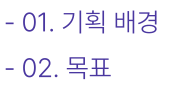 - 01. 기획 배경
- 02. 목표